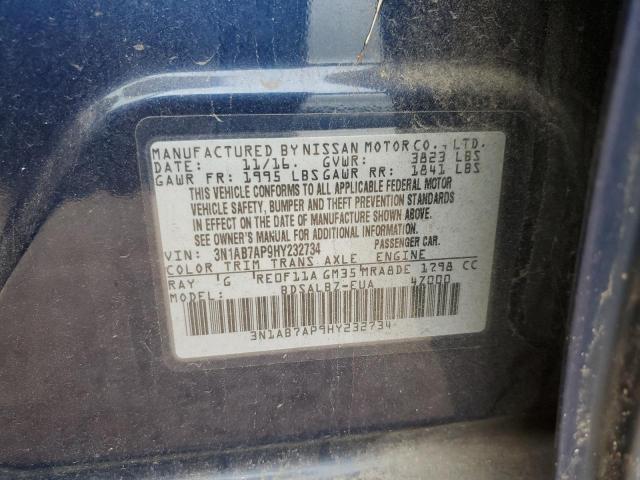 MANUFACTURED BY NISSAN MOTOR CO., LTD.
DATE: 11/16. GVWR: 3823 LBS
GAWR FR: 1995 LBS GAWR RR: 1841 LBS
THIS VEHICLE CONFORMS TO ALL APPLICABLE FEDERAL MOTOR
VEHICLE SAFETY, BUMPER AND THEFT PREVENTION STANDARDS
IN EFFECT ON THE DATE OF MANUFACTURE SHOWN ABOVE.
SEE OWNER'S MANUAL FOR ADDITIONAL INFORMATION.
VIN: 3N1AB7AP9HY232734 PASSENGER CAR.
COLOR TRIM TRANS AXLE ENGINE
RAY G RE0F11A GM35 MRA8DE 1798 CC
MODEL: BDSALBZ-EUA 47000
3N1AB7AP9HY232734